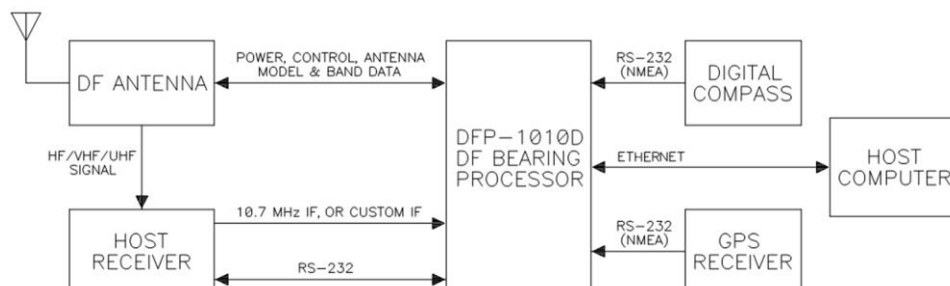 DF ANTENNA
POWER, CONTROL, ANTENNA
MODEL & BAND DATA
HF/VHF/UHF
SIGNAL
HOST
RECEIVER
10.7 MHz IF, OR CUSTOM IF
RS-232
DFP-1010D
DF BEARING
PROCESSOR
RS-232
(NMEA)
DIGITAL
COMPASS
ETHERNET
HOST
COMPUTER
RS-232
(NMEA)
GPS
RECEIVER